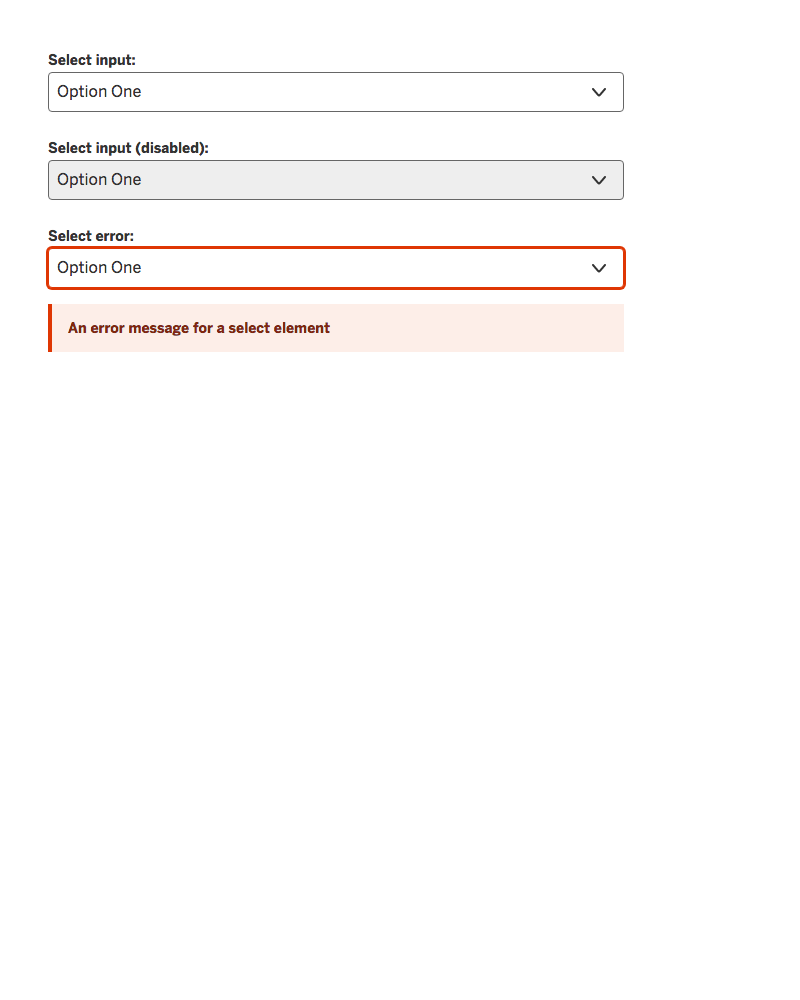 Select input:
Option One
Select input (disabled):
Option One
Select error:
Option One
An error message for a select element